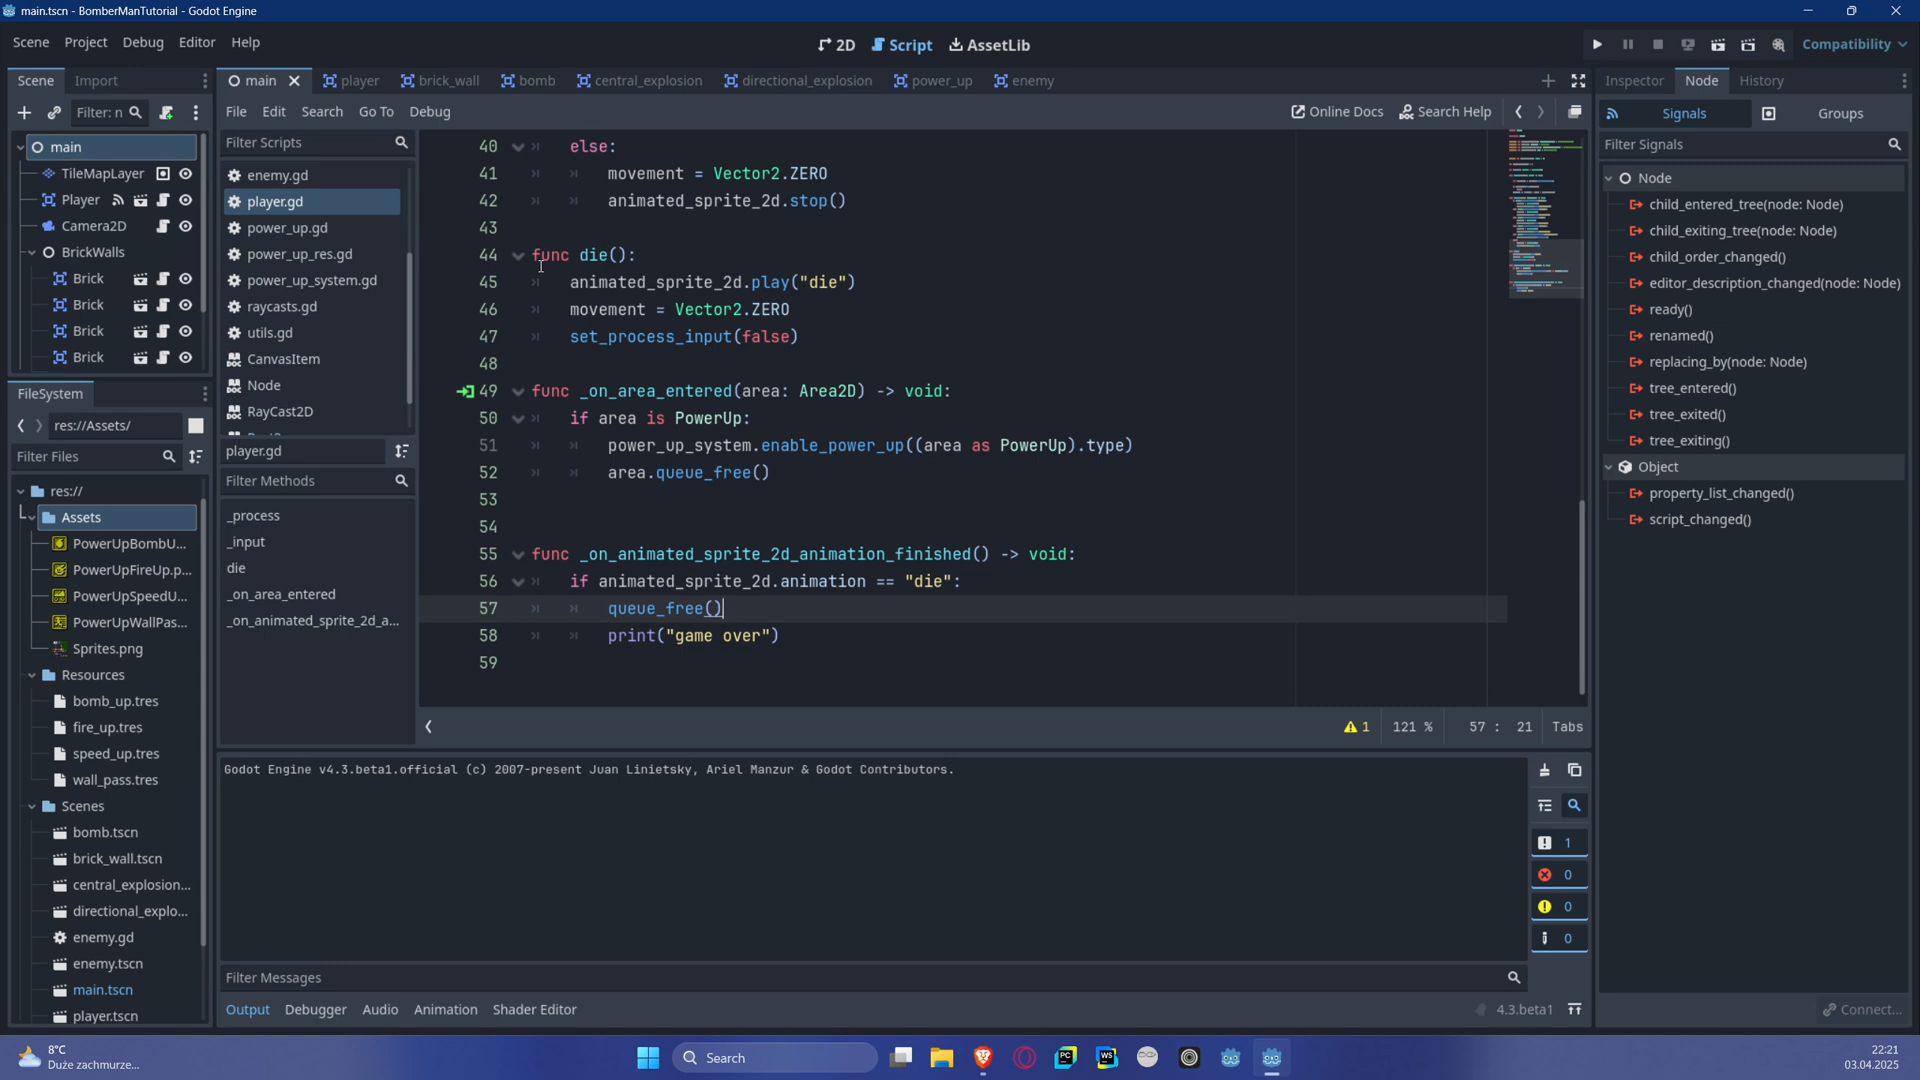 main.tscn - BomberManTutorial - Godot Engine
Scene Project Debug Editor Help
2D Script AssetLib
Compatibility
Scene Import
main player brick_wall bomb central_explosion directional_explosion power_up enemy
Inspector Node History
Filter: n
File Edit Search Go To Debug
Online Docs Search Help
Signals Groups
Filter Signals
main
TileMapLayer
Player
Camera2D
BrickWalls
Brick
Brick
Brick
Brick
FileSystem
res://Assets/
Filter Files
res://
Assets
PowerUpBombU...
PowerUpFireUp.p...
PowerUpSpeedU...
PowerUpWallPas...
Sprites.png
Resources
bomb_up.tres
fire_up.tres
speed_up.tres
wall_pass.tres
Scenes
bomb.tscn
brick_wall.tscn
central_explosion...
directional_explo...
enemy.gd
enemy.tscn
main.tscn
player.tscn
Filter Scripts
enemy.gd
player.gd
power_up.gd
power_up_res.gd
power_up_system.gd
raycasts.gd
utils.gd
CanvasItem
Node
RayCast2D
player.gd
Filter Methods
_process
_input
die
_on_area_entered
_on_animated_sprite_2d_a...
40 else:
41 movement = Vector2.ZERO
42 animated_sprite_2d.stop()
43
44 func die():
45 animated_sprite_2d.play("die")
46 movement = Vector2.ZERO
47 set_process_input(false)
48
49 func _on_area_entered(area: Area2D) -> void:
50 if area is PowerUp:
51 power_up_system.enable_power_up((area as PowerUp).type)
52 area.queue_free()
53
54
55 func _on_animated_sprite_2d_animation_finished() -> void:
56 if animated_sprite_2d.animation == "die":
57 queue_free()
58 print("game over")
59
1 121 % 57 : 21 Tabs
Godot Engine v4.3.beta1.official (c) 2007-present Juan Linietsky, Ariel Manzur & Godot Contributors.
1
0
0
0
Filter Messages
Output Debugger Audio Animation Shader Editor
4.3.beta1
Node
child_entered_tree(node: Node)
child_exiting_tree(node: Node)
child_order_changed()
editor_description_changed(node: Node)
ready()
renamed()
replacing_by(node: Node)
tree_entered()
tree_exited()
tree_exiting()
Object
property_list_changed()
script_changed()
Connect...
8°C
Duże zachmurze...
Search
22:21
03.04.2025